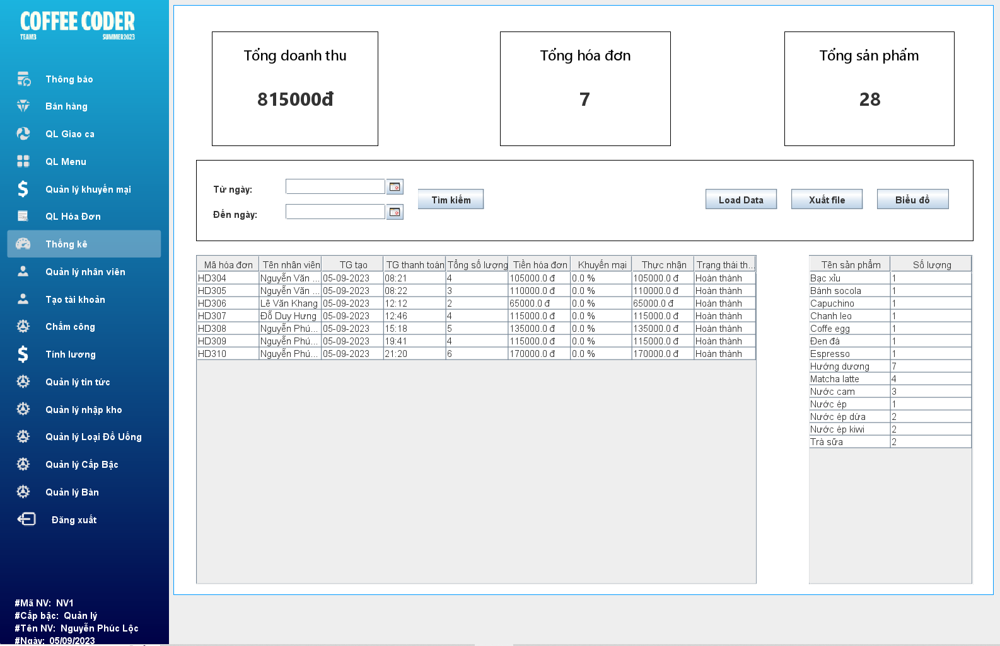 COFFEE CODER
TEAM3 SUMMER2023
Thông báo
Bán hàng
QL Giao ca
QL Menu
Quản lý khuyến mại
QL Hóa Đơn
Thống kê
Quản lý nhân viên
Tạo tài khoản
Chấm công
Tính lương
Quản lý tin tức
Quản lý nhập kho
Quản lý Loại Đồ Uống
Quản lý Cấp Bậc
Quản lý Bàn
Đăng xuất
#Mã NV: NV1
#Cấp bậc: Quản lý
#Tên NV: Nguyễn Phúc Lộc
#Ngày: 05/09/2023
Tổng doanh thu
815000đ
Tổng hóa đơn
7
Tổng sản phẩm
28
Từ ngày:
Đến ngày:
Tìm kiếm
Load Data
Xuất file
Biểu đồ
Mã hóa đơn Tên nhân viên TG tạo TG thanh toán Tổng số lượng Tiền hóa đơn Khuyến mại Thực nhận Trạng thái th...
HD304 Nguyễn Văn ... 05-09-2023 08:21 4 105000.0 đ 0.0 % 105000.0 đ Hoàn thành
HD305 Nguyễn Văn ... 05-09-2023 08:22 3 110000.0 đ 0.0 % 110000.0 đ Hoàn thành
HD306 Lê Văn Khang 05-09-2023 12:12 2 65000.0 đ 0.0 % 65000.0 đ Hoàn thành
HD307 Đỗ Duy Hưng 05-09-2023 12:46 4 115000.0 đ 0.0 % 115000.0 đ Hoàn thành
HD308 Nguyễn Phú... 05-09-2023 15:18 5 135000.0 đ 0.0 % 135000.0 đ Hoàn thành
HD309 Nguyễn Phú... 05-09-2023 19:41 4 115000.0 đ 0.0 % 115000.0 đ Hoàn thành
HD310 Nguyễn Phú... 05-09-2023 21:20 6 170000.0 đ 0.0 % 170000.0 đ Hoàn thành
Tên sản phẩm Số lượng
Bạc xỉu 1
Bánh socola 1
Capuchino 1
Chanh leo 1
Coffe egg 1
Đen đá 1
Espresso 1
Hướng dương 7
Matcha latte 4
Nước cam 3
Nước ép 1
Nước ép dứa 2
Nước ép kiwi 2
Trà sữa 2